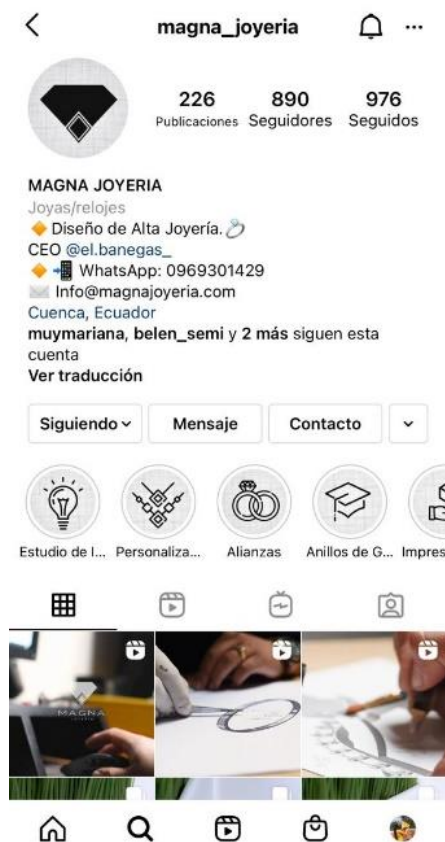 magna_joyeria
226 890 976
Publicaciones Seguidores Seguidos
MAGNA JOYERIA
Joyas/relojes
🔸 Diseño de Alta Joyería.💍
CEO @el.banegas_
🔸📲 WhatsApp: 0969301429
✉️ Info@magnajoyeria.com
Cuenca, Ecuador
muymariana, belen_semi y 2 más siguen esta
cuenta
Ver traducción
Siguiendo Mensaje Contacto
Estudio de I... Personaliza... Alianzas Anillos de G... Impres
MAGNA